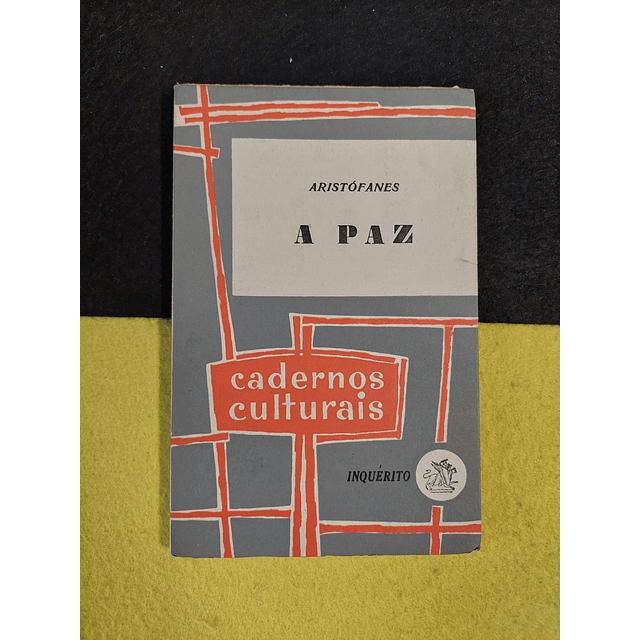 ARISTÓFANES
A PAZ
cadernos
culturais
INQUÉRITO